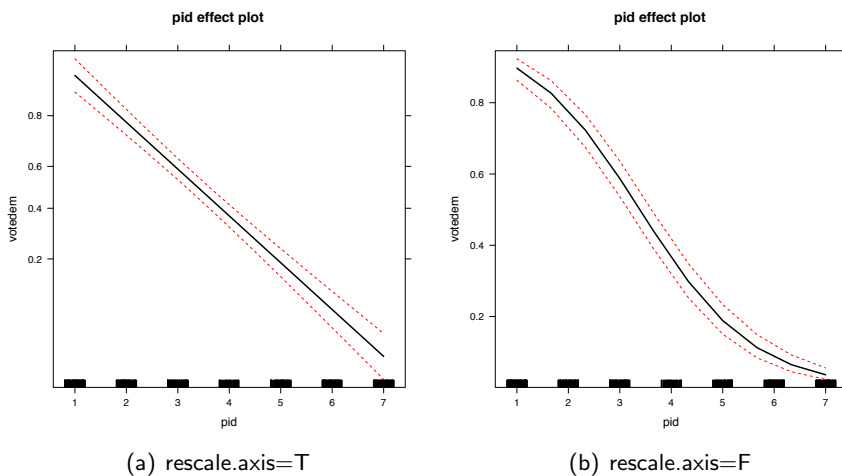 pid effect plot
0.8
0.6
0.4
0.2
votedem
1 2 3 4 5 6 7
pid
(a) rescale.axis=T
pid effect plot
0.8
0.6
0.4
0.2
votedem
1 2 3 4 5 6 7
pid
(b) rescale.axis=F